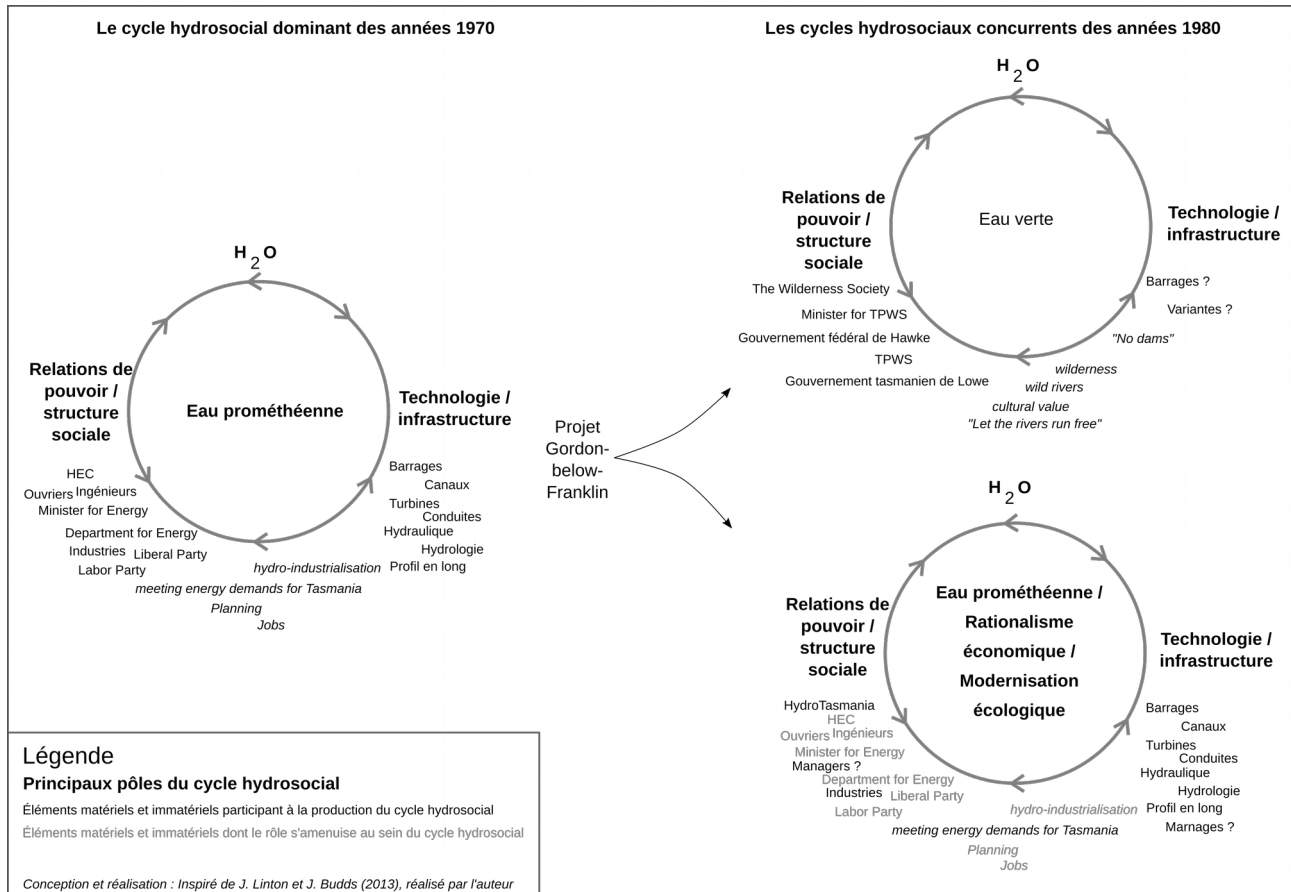 Le cycle hydrosocial dominant des années 1970
H2O
Relations de
pouvoir /
structure
sociale
Eau prométhéenne
Technologie /
infrastructure
HEC
Ouvriers Ingénieurs
Minister for Energy
Department for Energy
Industries Liberal Party
Labor Party
Barrages
Canaux
Turbines
Conduites
Hydraulique
Hydrologie
Profil en long
hydro-industrialisation
meeting energy demands for Tasmania
Planning
Jobs
Projet
Gordon-
below-
Franklin
Les cycles hydrosociaux concurrents des années 1980
H2O
Relations de
pouvoir /
structure
sociale
Eau verte
Technologie /
infrastructure
The Wilderness Society
Minister for TPWS
Gouvernement fédéral de Hawke
TPWS
Gouvernement tasmanien de Lowe
Barrages ?
Variantes ?
"No dams"
wilderness
wild rivers
cultural value
"Let the rivers run free"
H2O
Relations de
pouvoir /
structure
sociale
Eau prométhéenne /
Rationalisme
économique /
Modernisation
écologique
Technologie /
infrastructure
HydroTasmania
HEC
Ouvriers Ingénieurs
Minister for Energy
Managers ?
Department for Energy
Industries Liberal Party
Labor Party
Barrages
Canaux
Turbines
Conduites
Hydraulique
Hydrologie
Profil en long
Marnages ?
hydro-industrialisation
meeting energy demands for Tasmania
Planning
Jobs
Légende
Principaux pôles du cycle hydrosocial
Éléments matériels et immatériels participant à la production du cycle hydrosocial
Éléments matériels et immatériels dont le rôle s'amenuise au sein du cycle hydrosocial
Conception et réalisation : Inspiré de J. Linton et J. Budds (2013), réalisé par l'auteur